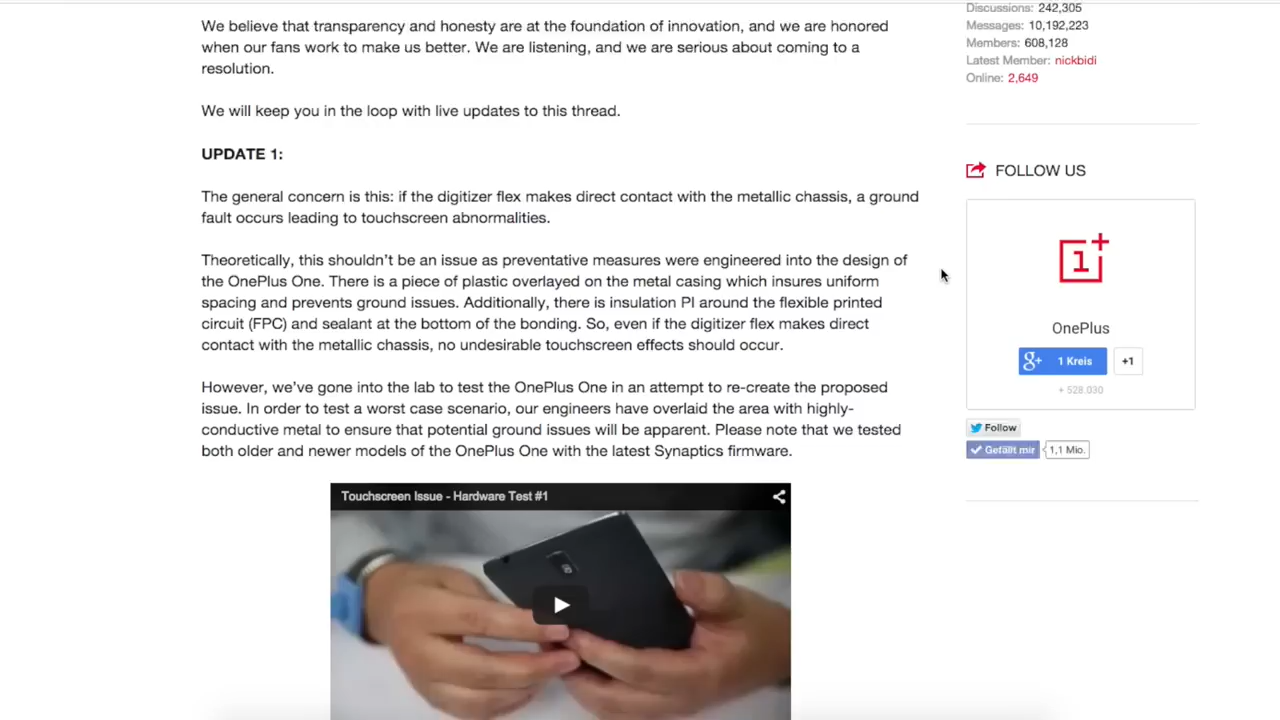 We believe that transparency and honesty are at the foundation of innovation, and we are honored
when our fans work to make us better. We are listening, and we are serious about coming to a
resolution.
We will keep you in the loop with live updates to this thread.
UPDATE 1:
The general concern is this: if the digitizer flex makes direct contact with the metallic chassis, a ground
fault occurs leading to touchscreen abnormalities.
Theoretically, this shouldn’t be an issue as preventative measures were engineered into the design of
the OnePlus One. There is a piece of plastic overlayed on the metal casing which insures uniform
spacing and prevents ground issues. Additionally, there is insulation PI around the flexible printed
circuit (FPC) and sealant at the bottom of the bonding. So, even if the digitizer flex makes direct
contact with the metallic chassis, no undesirable touchscreen effects should occur.
However, we’ve gone into the lab to test the OnePlus One in an attempt to re-create the proposed
issue. In order to test a worst case scenario, our engineers have overlaid the area with highly-
conductive metal to ensure that potential ground issues will be apparent. Please note that we tested
both older and newer models of the OnePlus One with the latest Synaptics firmware.
Touchscreen Issue - Hardware Test #1
Discussions: 242,305
Messages: 10,192,223
Members: 608,128
Latest Member: nickbidi
Online: 2,649
FOLLOW US
1+
OnePlus
g+ 1 Kreis +1
+ 528.030
Follow
Gefällt mir 1,1 Mio.